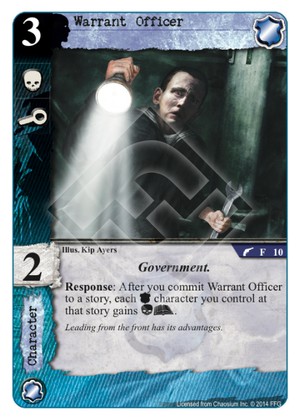 3
Warrant Officer
Illus. Kip Ayers
F 10
2
Government.
Response: After you commit Warrant Officer
to a story, each character you control at
that story gains .
Leading from the front has its advantages.
Character
Licensed from Chaosium Inc. © 2014 FFG